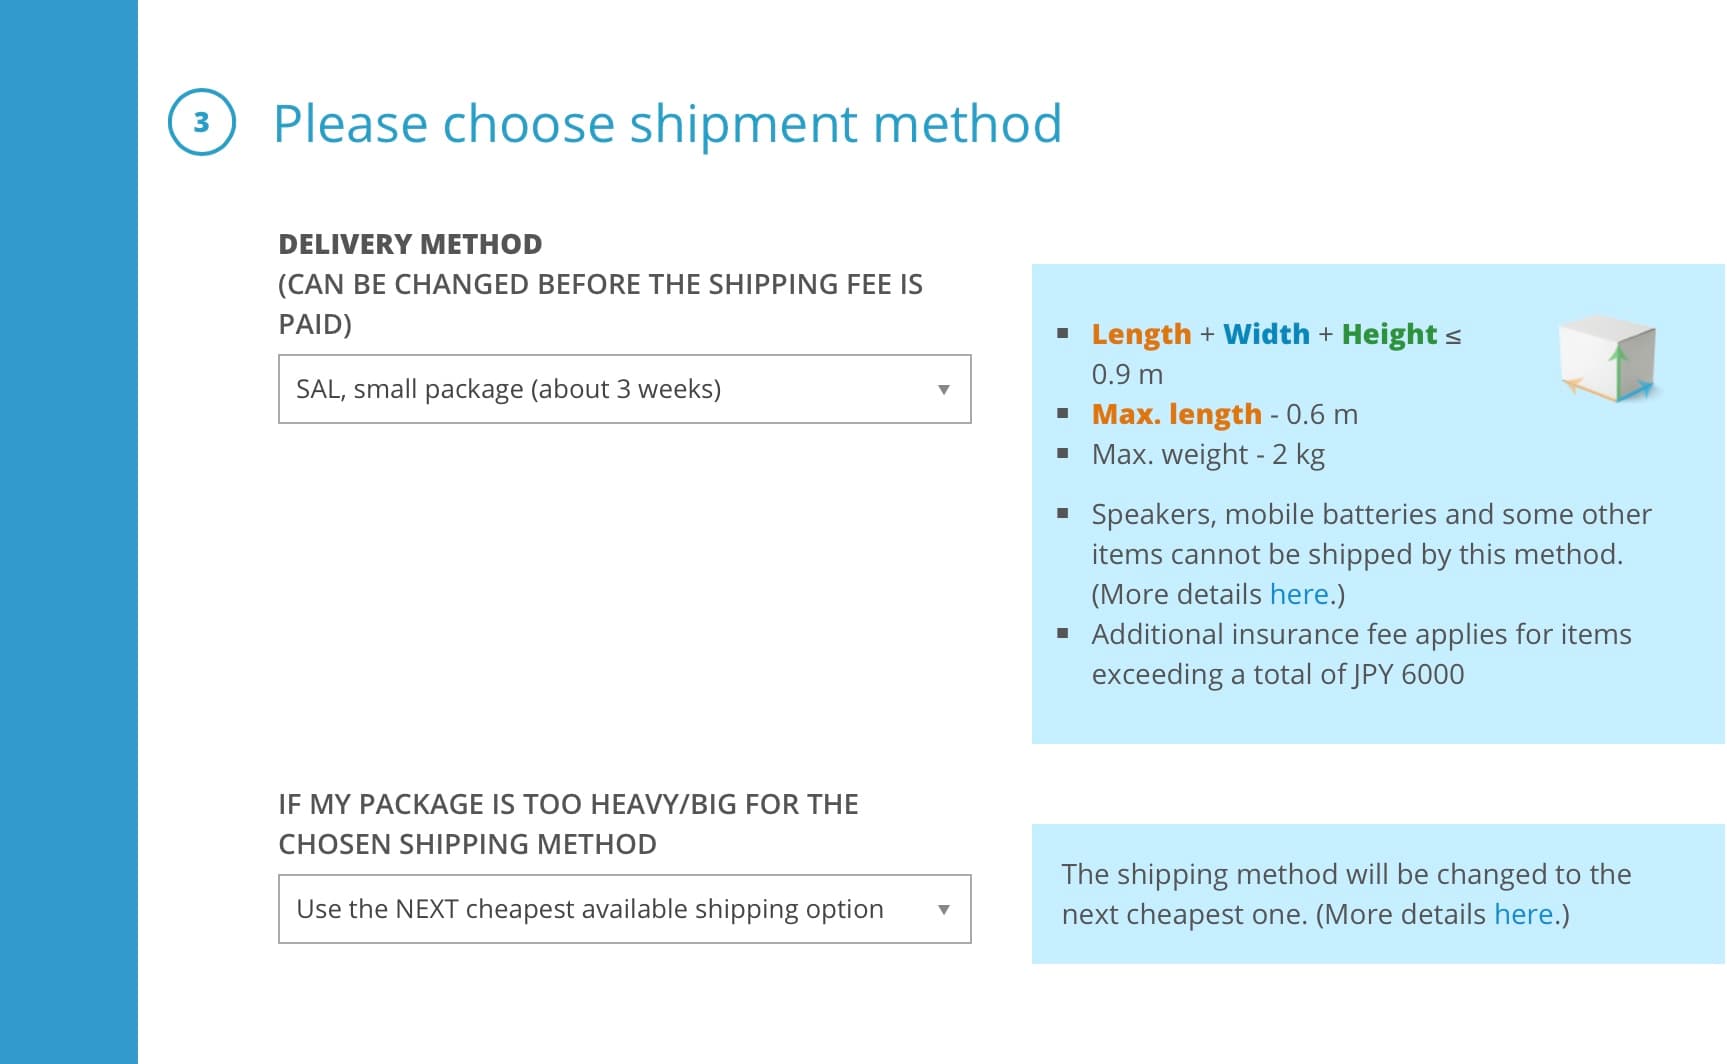 3
Please choose shipment method
DELIVERY METHOD
(CAN BE CHANGED BEFORE THE SHIPPING FEE IS
PAID)
SAL, small package (about 3 weeks)
Length + Width + Height ≤
0.9 m
Max. length - 0.6 m
Max. weight - 2 kg
Speakers, mobile batteries and some other
items cannot be shipped by this method.
(More details here.)
Additional insurance fee applies for items
exceeding a total of JPY 6000
IF MY PACKAGE IS TOO HEAVY/BIG FOR THE
CHOSEN SHIPPING METHOD
Use the NEXT cheapest available shipping option
The shipping method will be changed to the
next cheapest one. (More details here.)